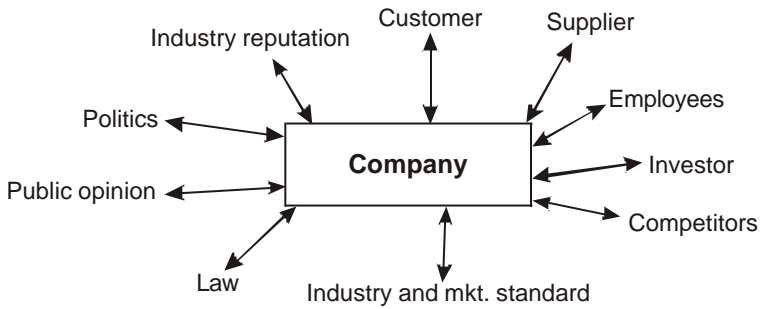 Customer
Supplier
Industry reputation
Employees
Politics
Company
Investor
Public opinion
Competitors
Law
Industry and mkt. standard